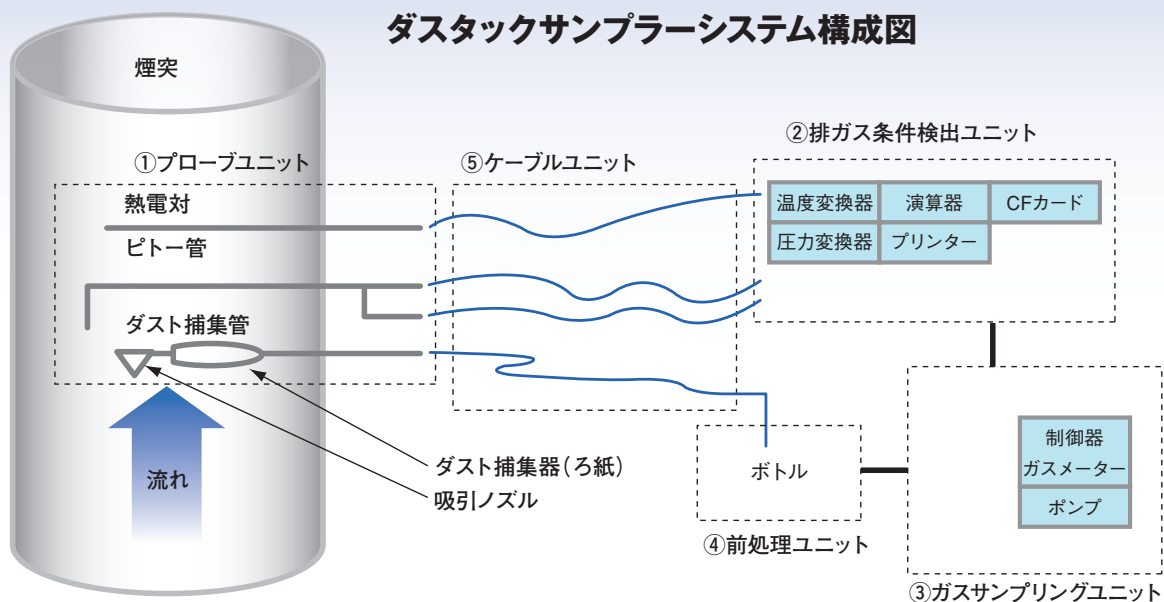 ダスタックサンプラーシステム構成図
煙突
①プローブユニット
⑤ケーブルユニット
②排ガス条件検出ユニット
熱電対
ピトー管
ダスト捕集管
温度変換器
演算器
CFカード
圧力変換器
プリンター
流れ
ダスト捕集器(ろ紙)
吸引ノズル
ボトル
④前処理ユニット
制御器
ガスメーター
ポンプ
③ガスサンプリングユニット